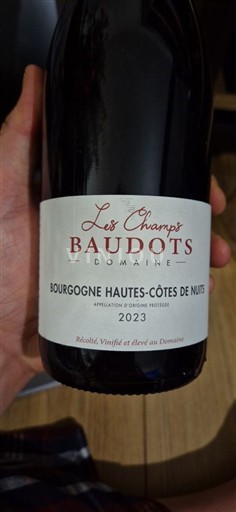 Les Champs
BAUDOTS
DOMAINE
BOURGOGNE HAUTES-CÔTES DE NUITS
APPELLATION D'ORIGINE PROTÉGÉE
2023
Récolté, Vinifié et élevé au Domaine